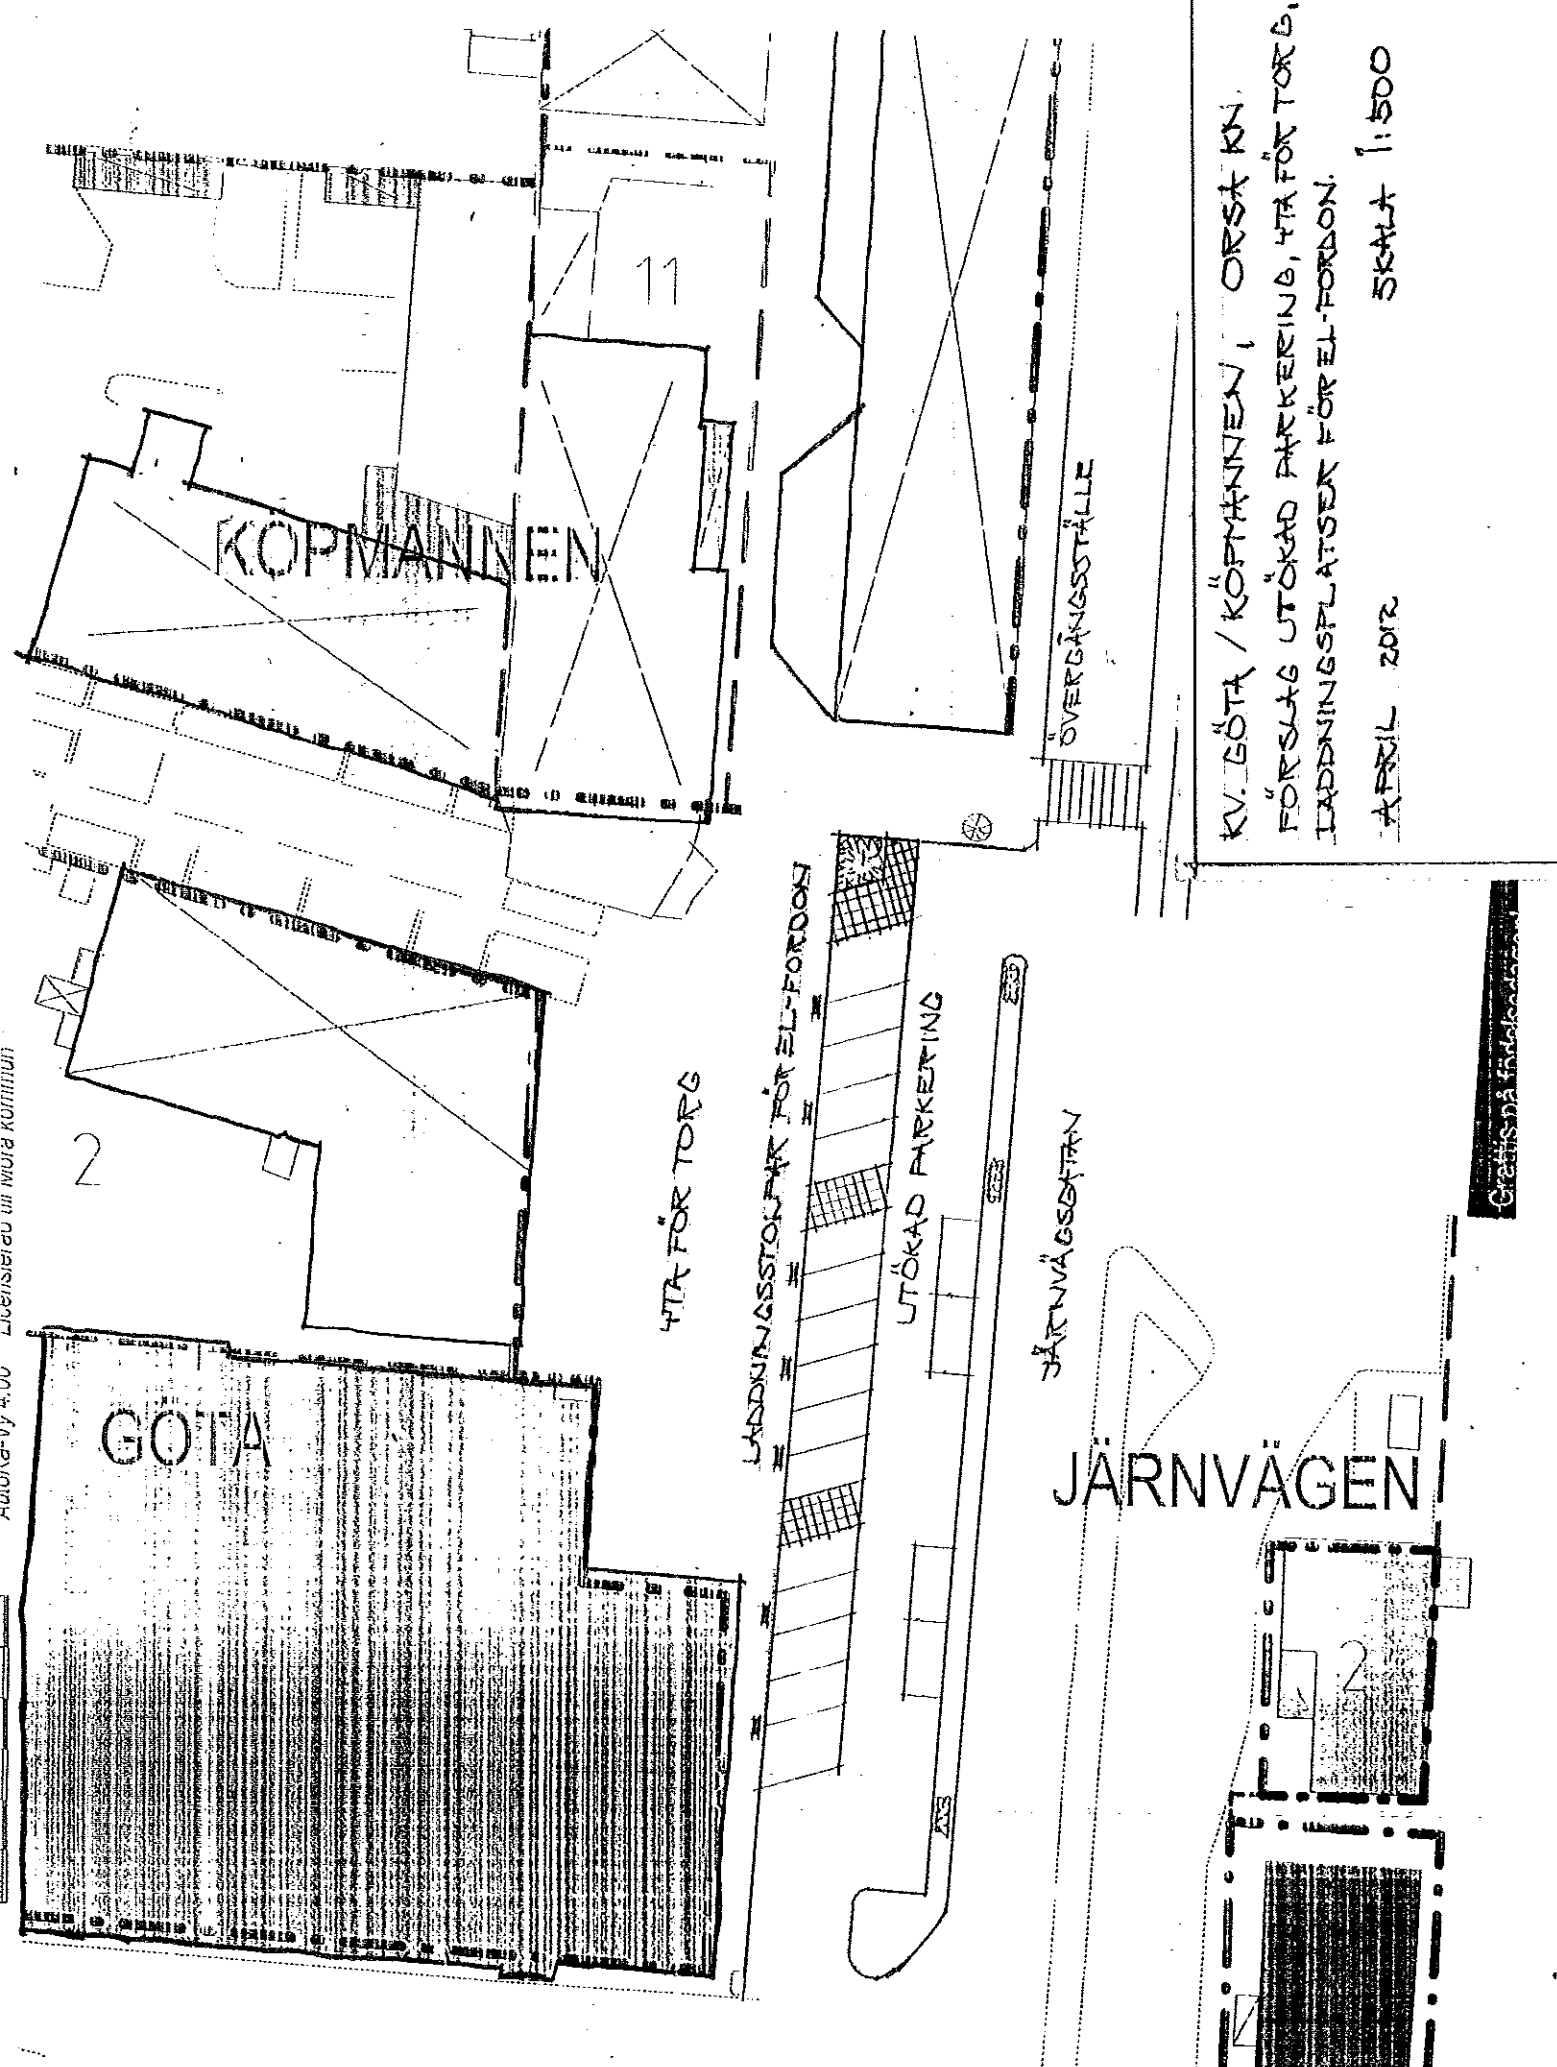 KV. GÖTA / KÖPMANNEN, ORSA KN.
FÖRSLAG UTÖKAD PARKERING, YTA FÖR TORG,
LADDNINGSPLATSER FÖR EL-FORDON.
APRIL 2012 SKALA 1:500
KÖPMANNEN
11
ÖVERGÅNGSSTÄLLE
2
YTA FÖR TORG
LADDNINGSSTOLPAR FÖR EL-FORDON
UTÖKAD PARKERING
JÄRNVÄGSGATAN
GÖTA
JÄRNVÄGEN
2
Licensierad till Mora kommun